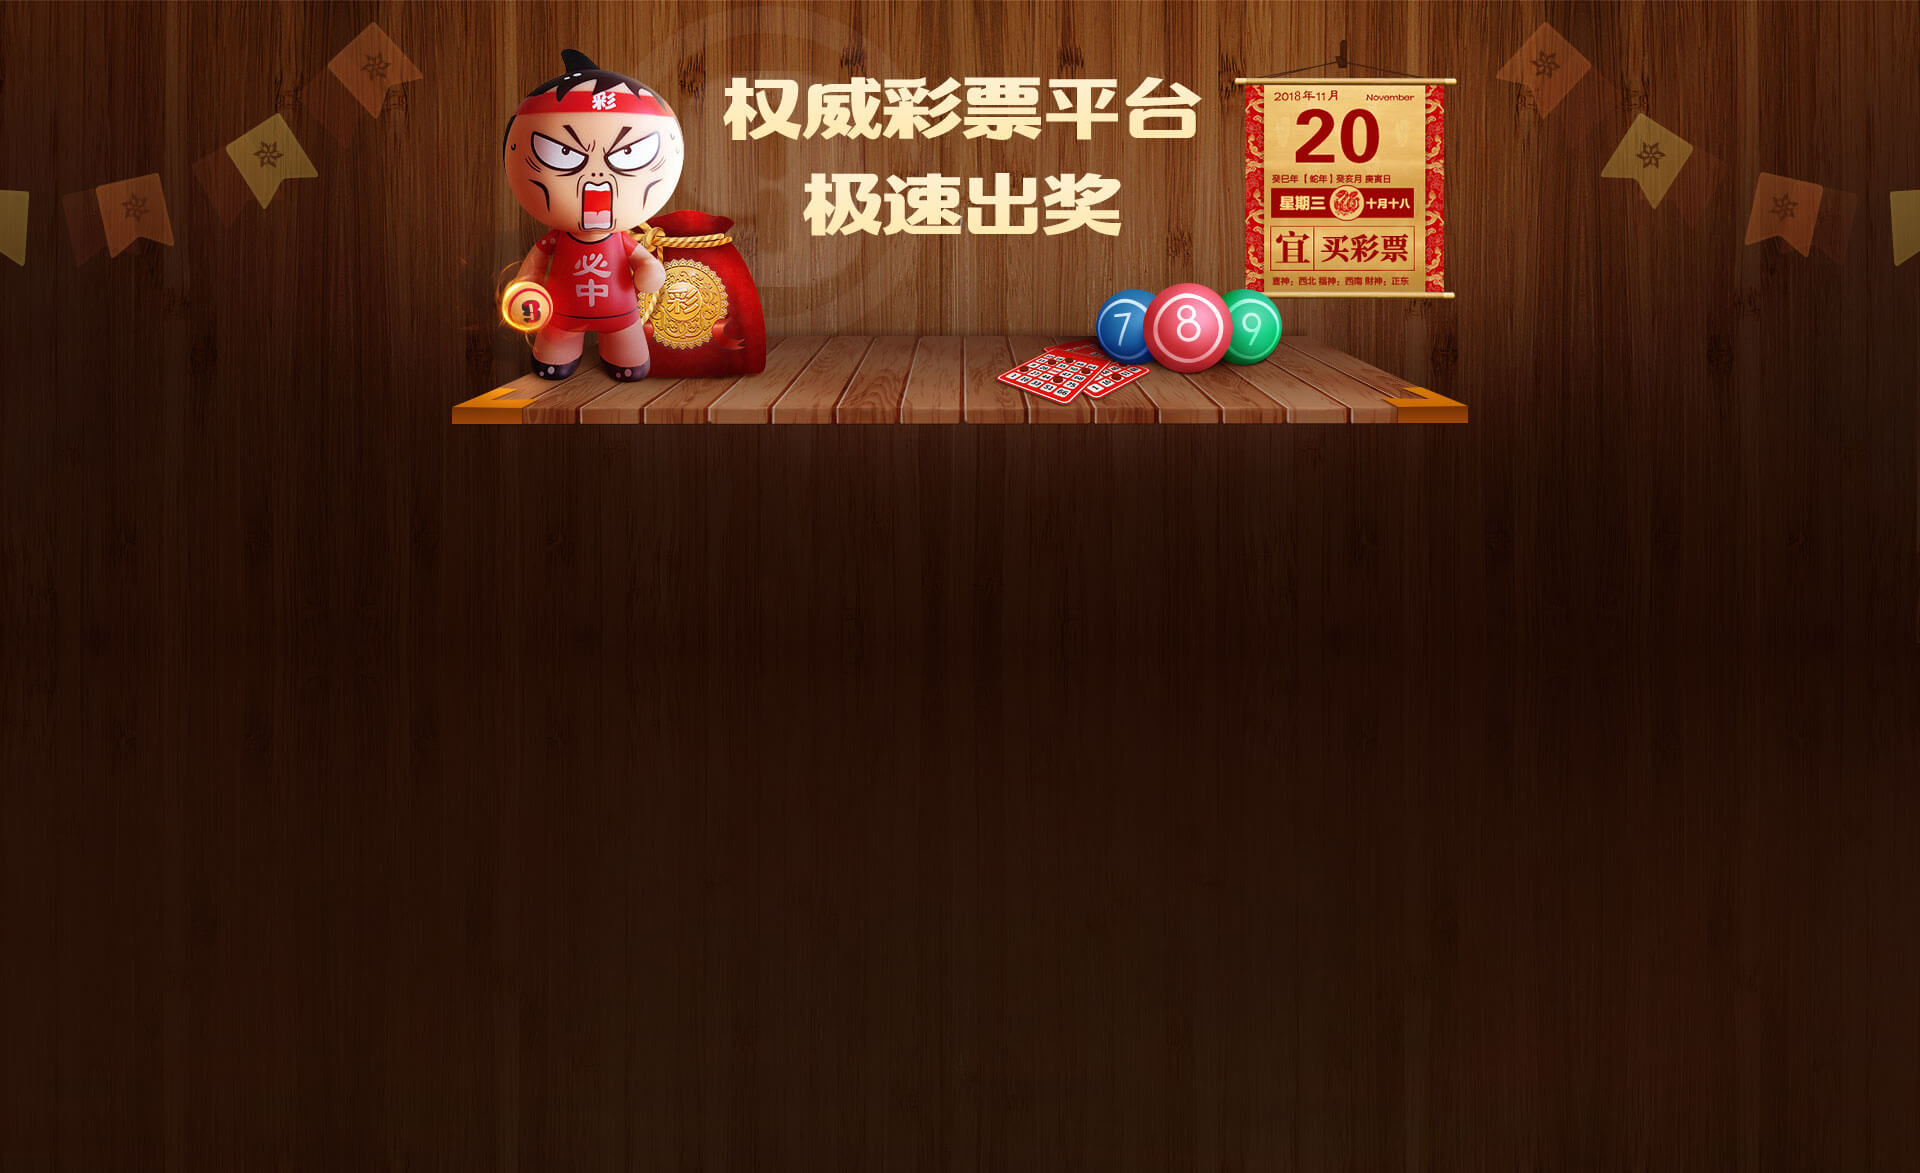 权威彩票平台
极速出奖
彩
必
中
彩
3
2018年11月 November
20
癸巳年【蛇年】癸亥月 庚寅日
星期三 十月十八
宜 买彩票
喜神：西北 福神：西南 财神：正东
7 8 9